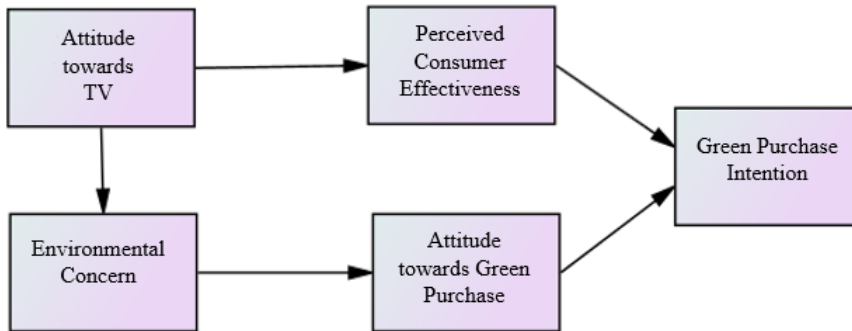 Attitude
towards
TV
Perceived
Consumer
Effectiveness
Green Purchase
Intention
Environmental
Concern
Attitude
towards Green
Purchase